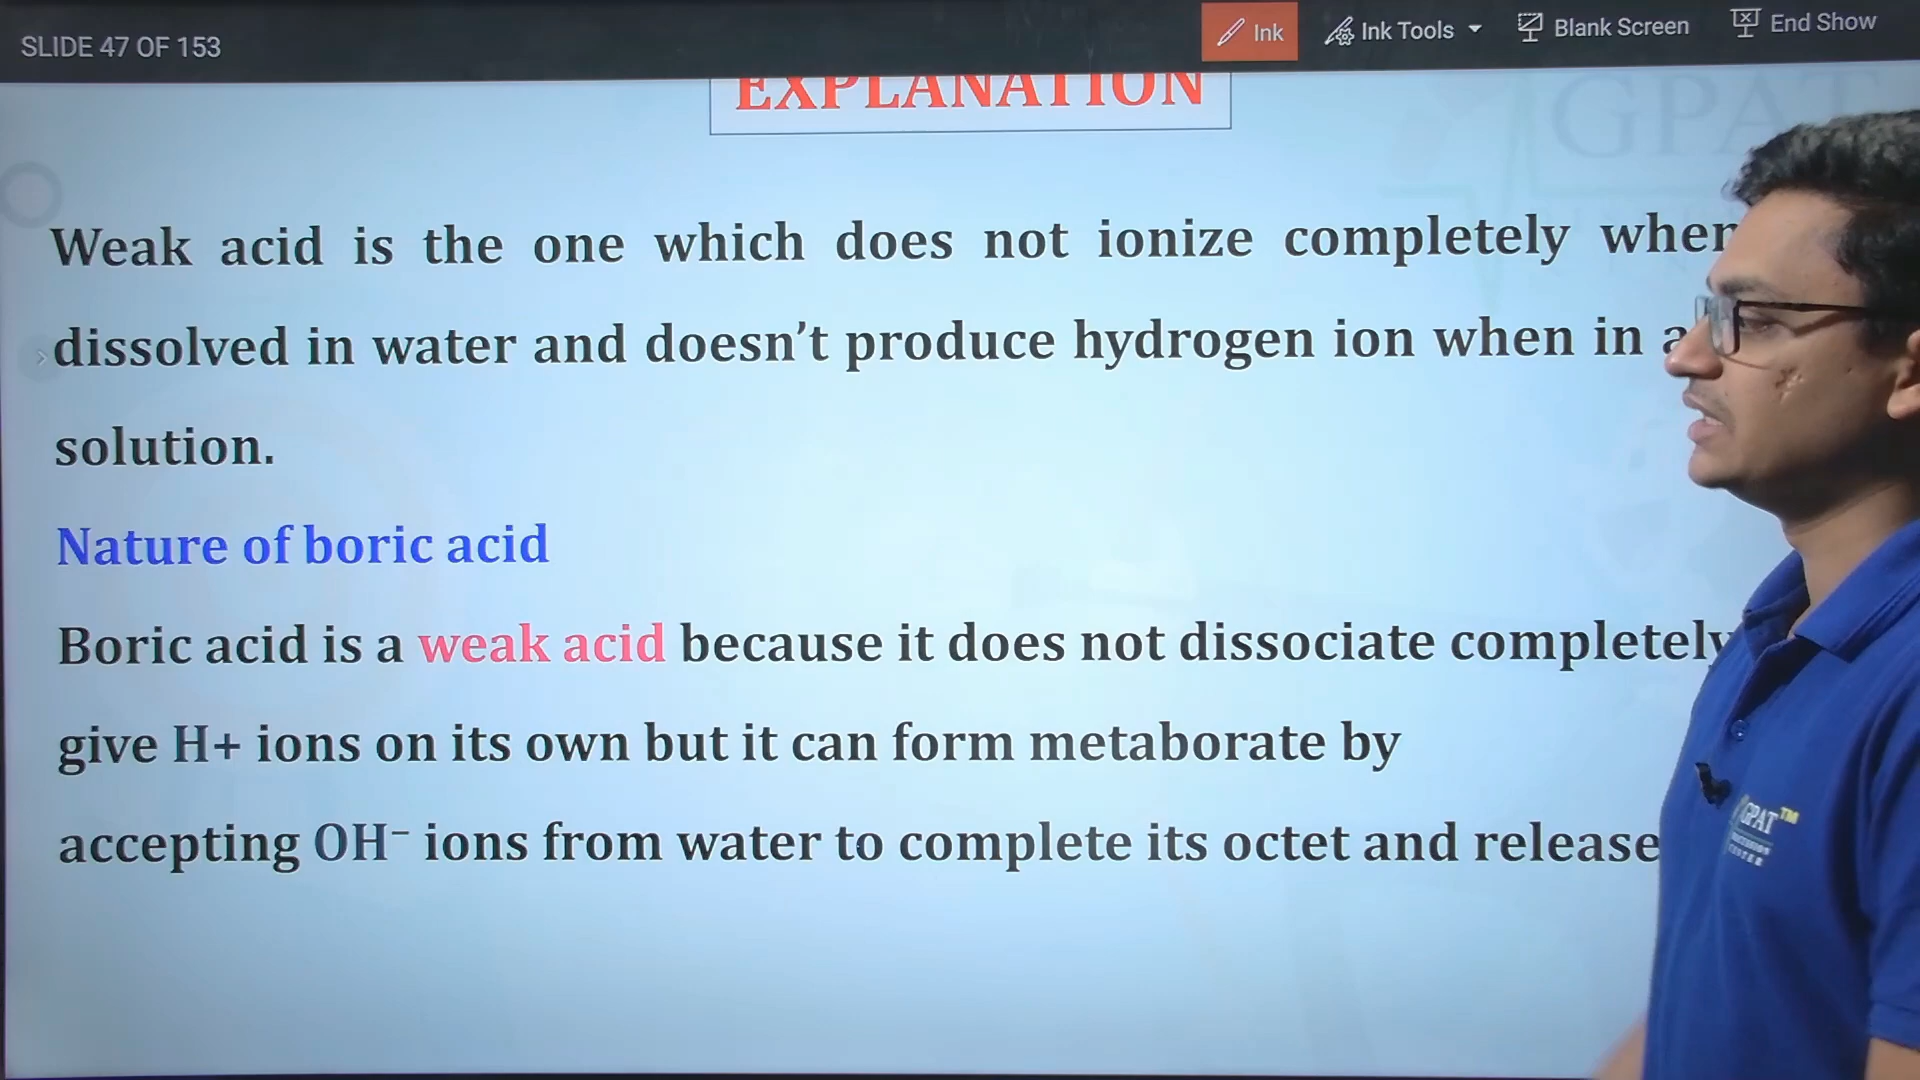 SLIDE 47 OF 153
Ink
Ink Tools
Blank Screen
End Show
EXPLANATION
GPAT
Weak acid is the one which does not ionize completely when
dissolved in water and doesn't produce hydrogen ion when in a
solution.
Nature of boric acid
Boric acid is a weak acid because it does not dissociate completely
give H+ ions on its own but it can form metaborate by
accepting OH⁻ ions from water to complete its octet and release
GPAT™